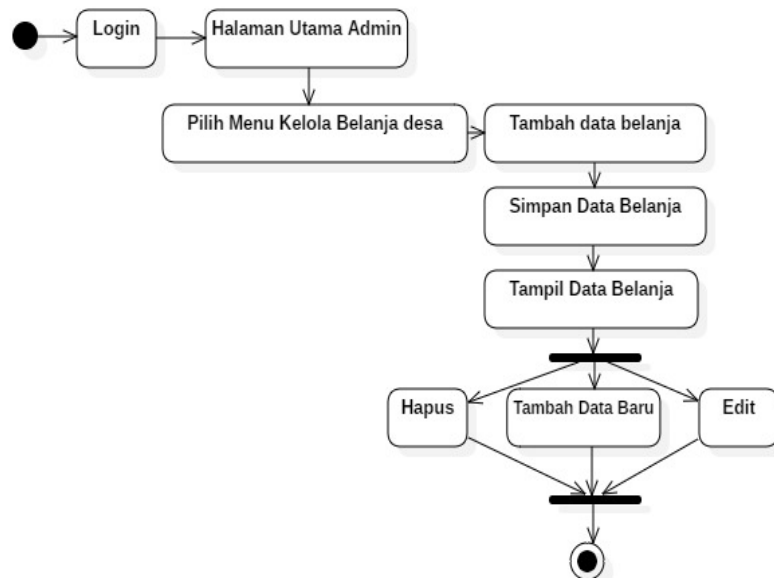 Login
Halaman Utama Admin
Pilih Menu Kelola Belanja desa
Tambah data belanja
Simpan Data Belanja
Tampil Data Belanja
Hapus
Tambah Data Baru
Edit